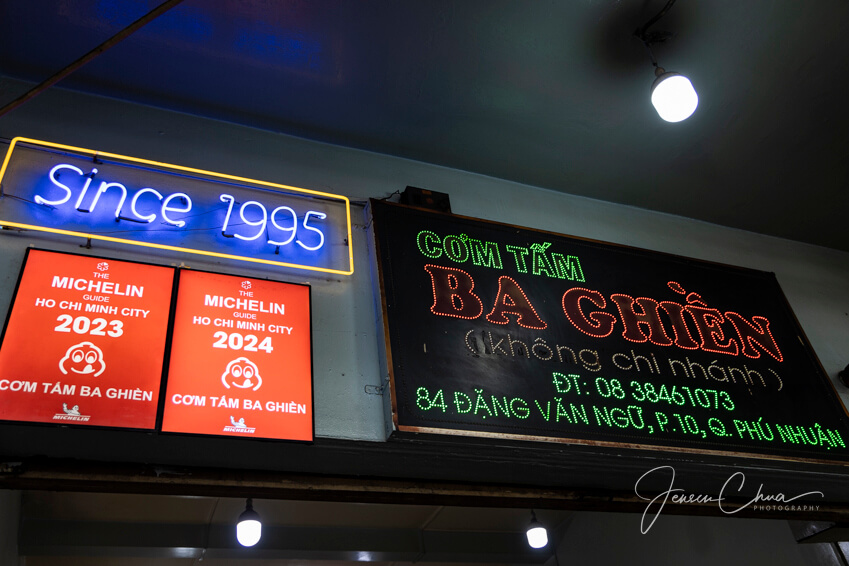 Since 1995
THE
MICHELIN
GUIDE
HO CHI MINH CITY
2023
CƠM TẤM BA GHIỀN
MICHELIN
THE
MICHELIN
GUIDE
HO CHI MINH CITY
2024
CƠM TẤM BA GHIỀN
MICHELIN
CƠM TẤM
BA GHIỀN
(không chi nhánh)
ĐT: 08 38461073
84 ĐẶNG VĂN NGỮ, P.10, Q. PHÚ NHUẬN
Jensen Chua
PHOTOGRAPHY